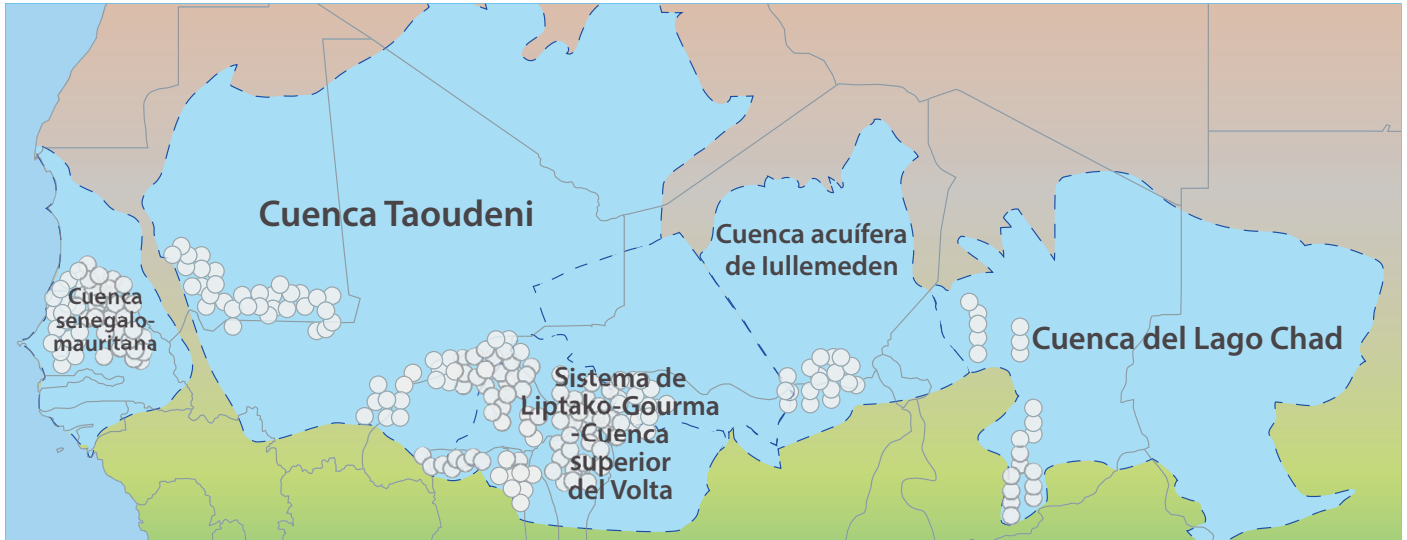 Cuenca Taoudeni
Cuenca acuífera
de Iullemeden
Cuenca
senegalo-
mauritana
Cuenca del Lago Chad
Sistema de
Liptako-Gourma
-Cuenca
superior
del Volta